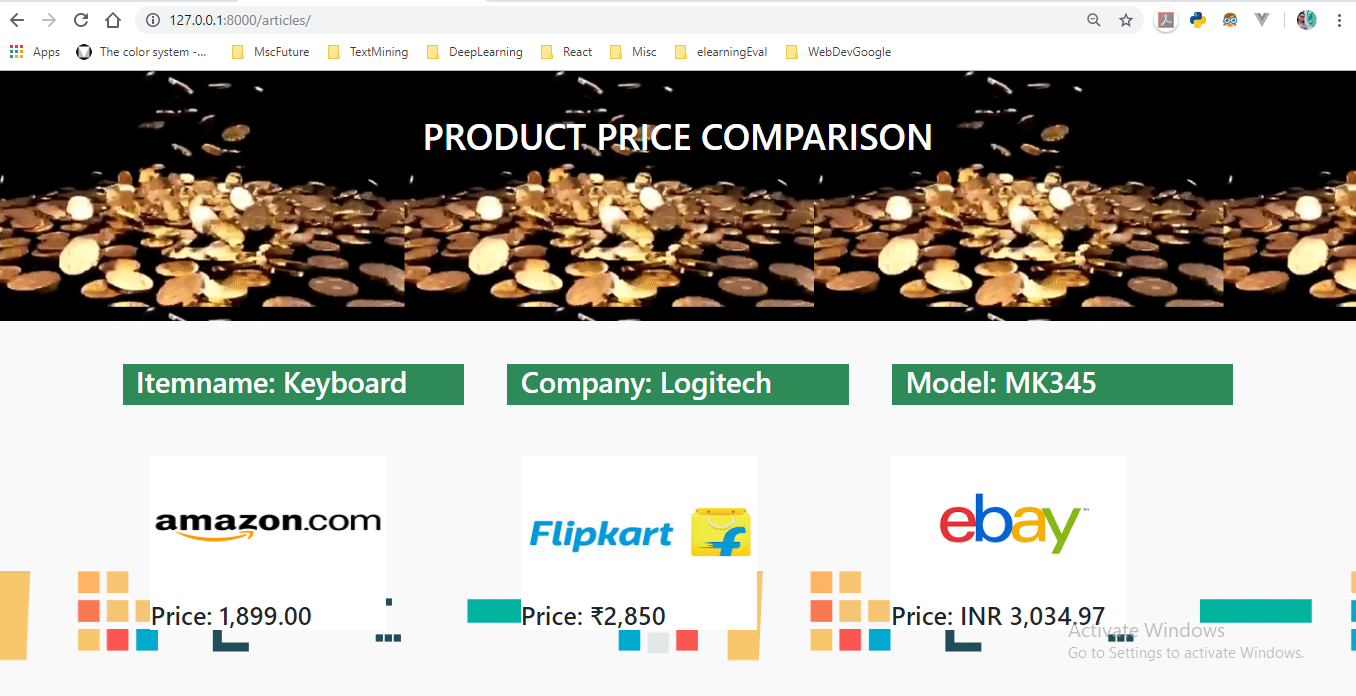 127.0.0.1:8000/articles/
Apps The color system -... MscFuture TextMining DeepLearning React Misc elearningEval WebDevGoogle
PRODUCT PRICE COMPARISON
Itemname: Keyboard Company: Logitech Model: MK345
amazon.com Flipkart f ebay
Price: 1,899.00 Price: ₹2,850 Price: INR 3,034.97
Activate Windows
Go to Settings to activate Windows.